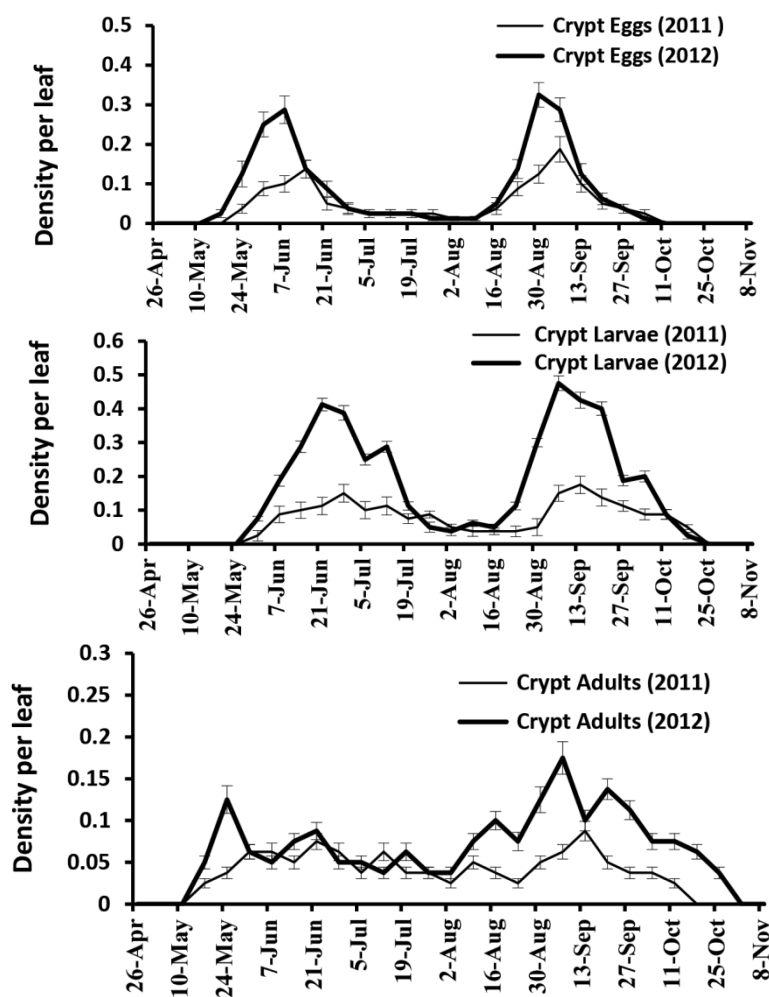 Crypt Eggs (2011 )
Crypt Eggs (2012)
Density per leaf
0.5
0.4
0.3
0.2
0.1
0
26-Apr
10-May
24-May
7-Jun
21-Jun
5-Jul
19-Jul
2-Aug
16-Aug
30-Aug
13-Sep
27-Sep
11-Oct
25-Oct
8-Nov
Crypt Larvae (2011)
Crypt Larvae (2012)
Density per leaf
0.6
0.5
0.4
0.3
0.2
0.1
0
26-Apr
10-May
24-May
7-Jun
21-Jun
5-Jul
19-Jul
2-Aug
16-Aug
30-Aug
13-Sep
27-Sep
11-Oct
25-Oct
8-Nov
Crypt Adults (2011)
Crypt Adults (2012)
Density per leaf
0.3
0.25
0.2
0.15
0.1
0.05
0
26-Apr
10-May
24-May
7-Jun
21-Jun
5-Jul
19-Jul
2-Aug
16-Aug
30-Aug
13-Sep
27-Sep
11-Oct
25-Oct
8-Nov